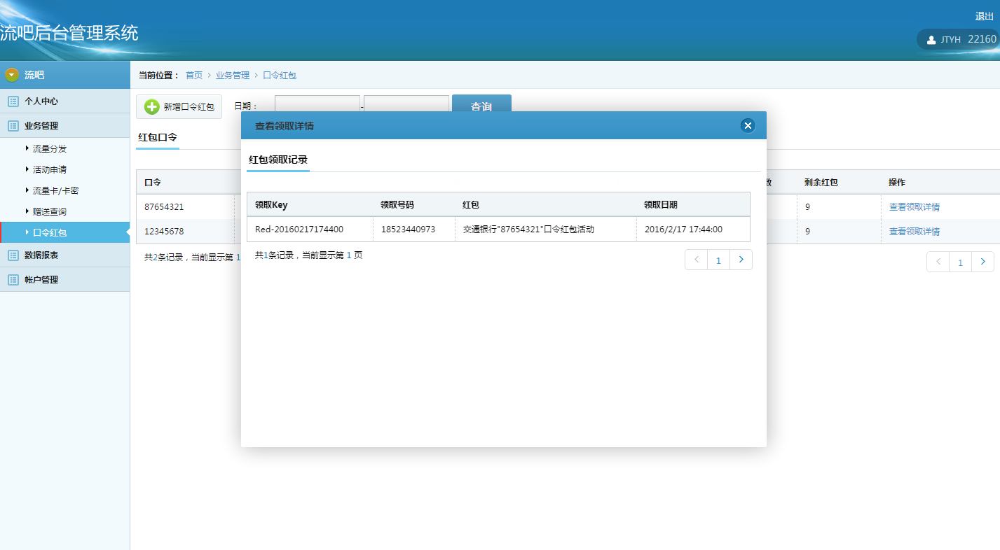 退出
流吧后台管理系统
JTYH 22160
流吧
当前位置： 首页 > 业务管理 > 口令红包
个人中心
业务管理
流量分发
活动申请
流量卡/卡密
赠送查询
口令红包
数据报表
帐户管理
新增口令红包 日期： - 查询
红包口令
口令 数 剩余红包 操作
87654321 9 查看领取详情
12345678 9 查看领取详情
共2条记录，当前显示第 1
< 1 >
查看领取详情
红包领取记录
领取Key 领取号码 红包 领取日期
Red-20160217174400 18523440973 交通银行"87654321"口令红包活动 2016/2/17 17:44:00
共1条记录，当前显示第 1 页
< 1 >